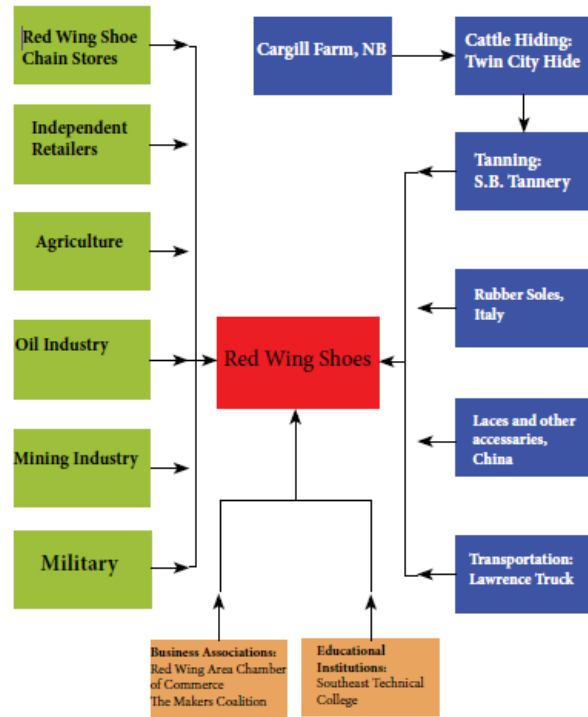 Red Wing Shoe
Chain Stores
Independent
Retailers
Agriculture
Oil Industry
Mining Industry
Military
Cargill Farm, NB
Cattle Hiding:
Twin City Hide
Tanning:
S.B. Tannery
Rubber Soles,
Italy
Laces and other
accessaries,
China
Transportation:
Lawrence Truck
Red Wing Shoes
Business Associations:
Red Wing Area Chamber
of Commerce
The Makers Coalition
Educational
Institutions:
Southeast Technical
College